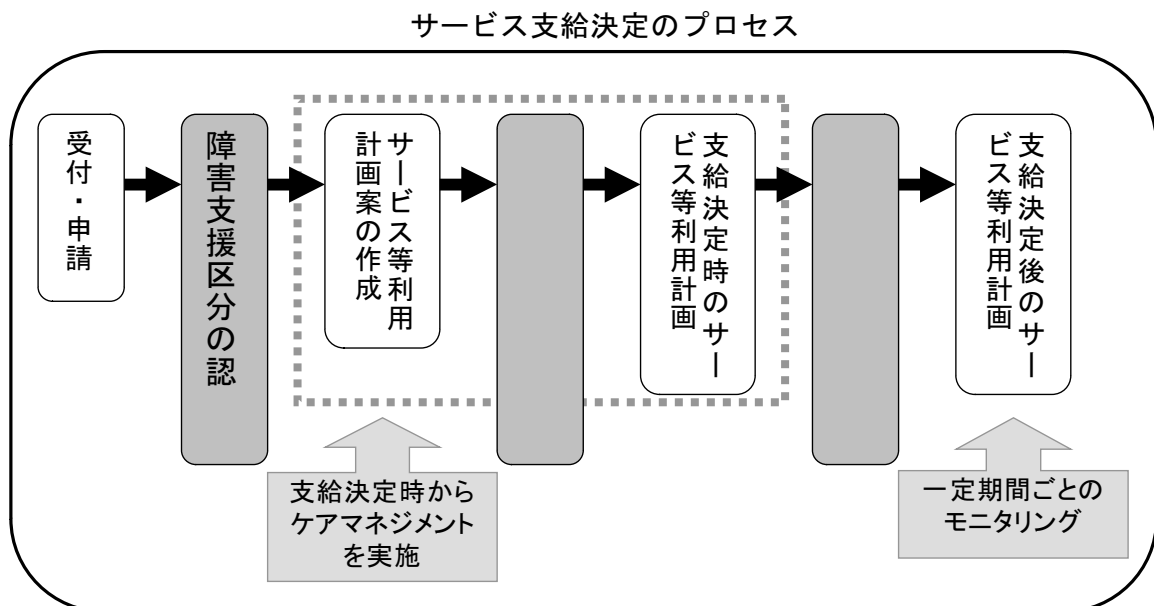 サービス支給決定のプロセス
受付・申請
障害支援区分の認
サービス等利用
計画案の作成
支給決定時のサー
ビス等利用計画
支給決定後のサー
ビス等利用計画
支給決定時から
ケアマネジメント
を実施
一定期間ごとの
モニタリング